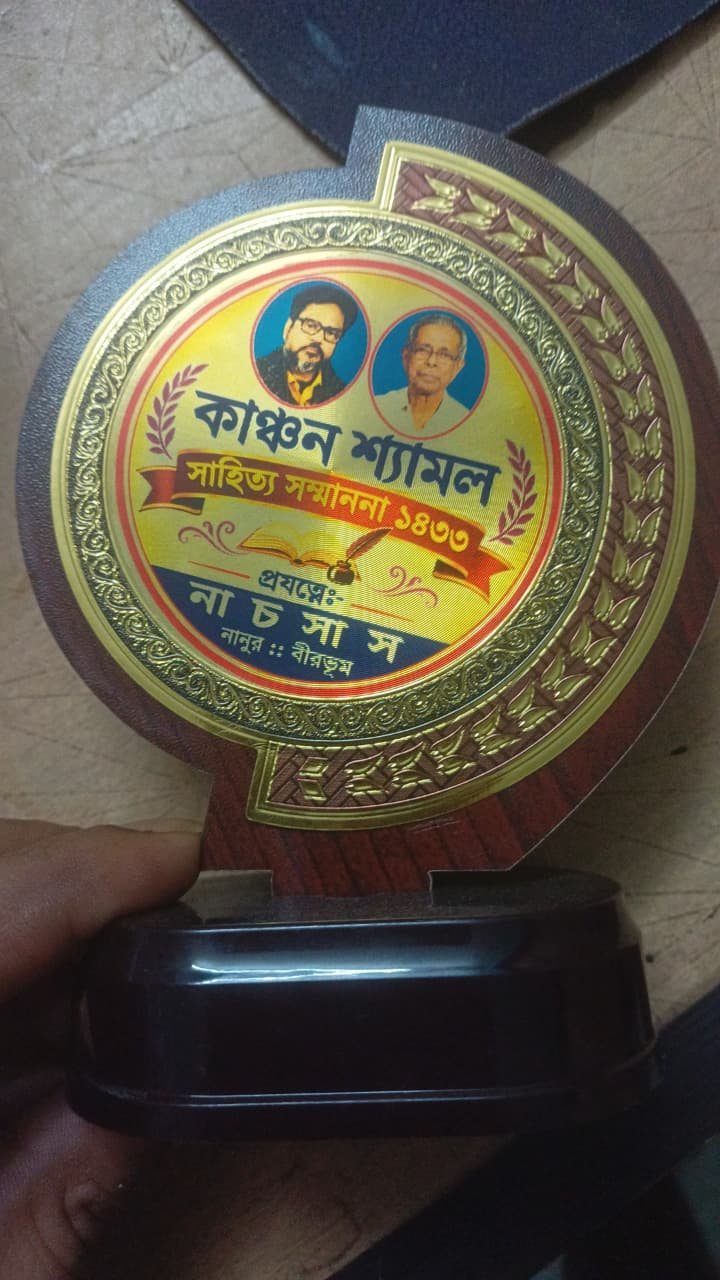 কাঞ্চন শ্যামল
সাহিত্য সম্মাননা ১৪৩৩
প্রযত্নেঃ-
না চ সা স
নানুর :: বীরভূম